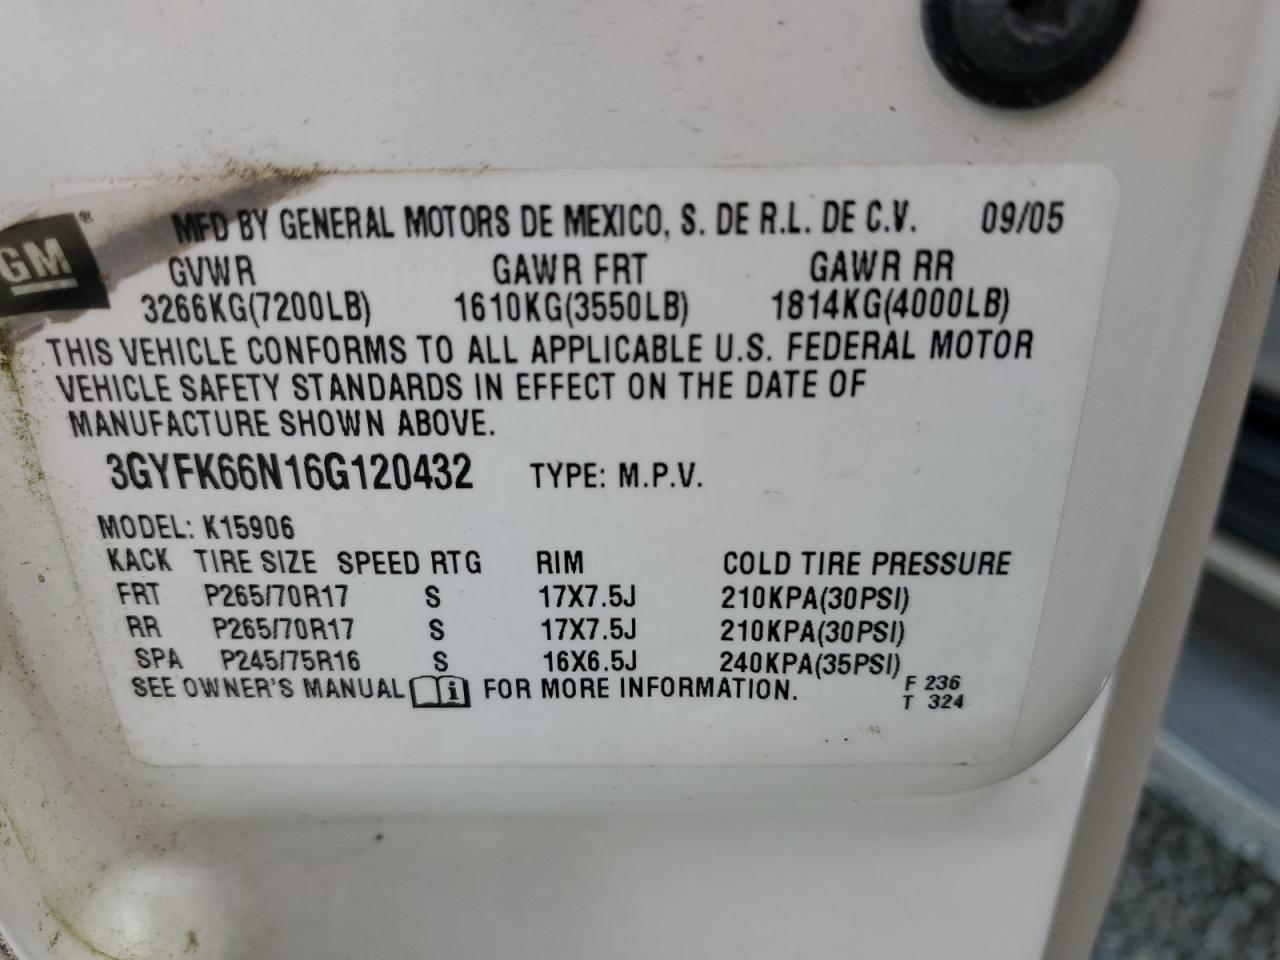 GM®
MFD BY GENERAL MOTORS DE MEXICO, S. DE R.L. DE C.V. 09/05
GVWR GAWR FRT GAWR RR
3266KG(7200LB) 1610KG(3550LB) 1814KG(4000LB)
THIS VEHICLE CONFORMS TO ALL APPLICABLE U.S. FEDERAL MOTOR
VEHICLE SAFETY STANDARDS IN EFFECT ON THE DATE OF
MANUFACTURE SHOWN ABOVE.
3GYFK66N16G120432 TYPE: M.P.V.
MODEL: K15906
KACK TIRE SIZE SPEED RTG RIM COLD TIRE PRESSURE
FRT P265/70R17 S 17X7.5J 210KPA(30PSI)
RR P265/70R17 S 17X7.5J 210KPA(30PSI)
SPA P245/75R16 S 16X6.5J 240KPA(35PSI)
SEE OWNER'S MANUAL i FOR MORE INFORMATION. F 236
T 324